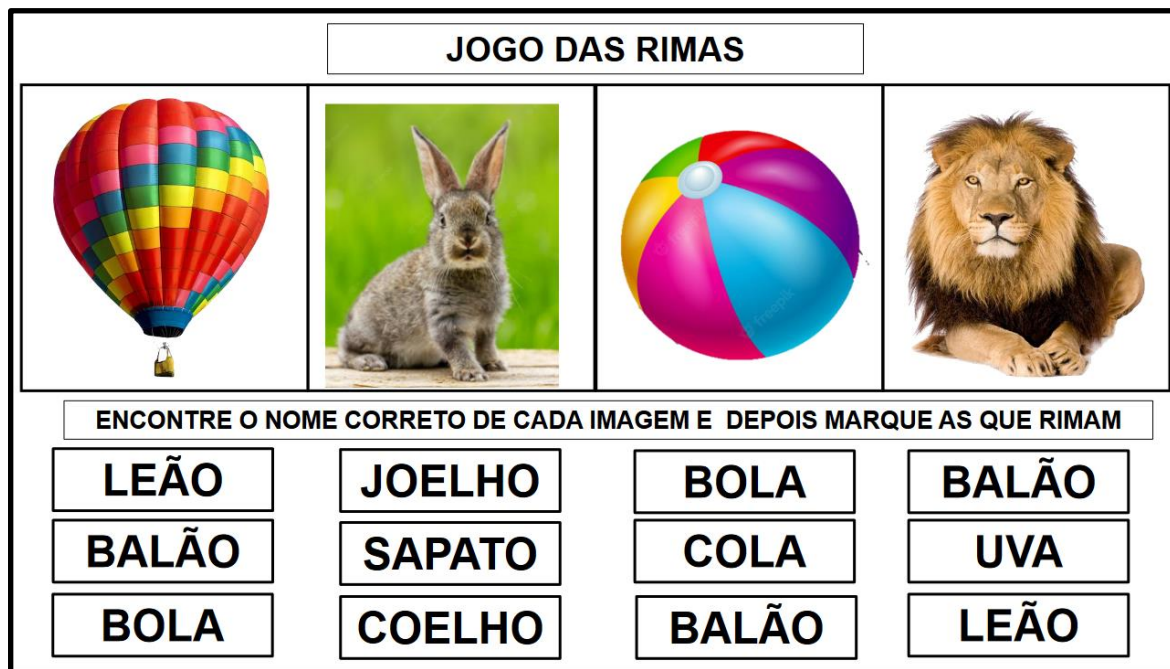 JOGO DAS RIMAS
freepik
ENCONTRE O NOME CORRETO DE CADA IMAGEM E DEPOIS MARQUE AS QUE RIMAM
LEÃO JOELHO BOLA BALÃO
BALÃO SAPATO COLA UVA
BOLA COELHO BALÃO LEÃO